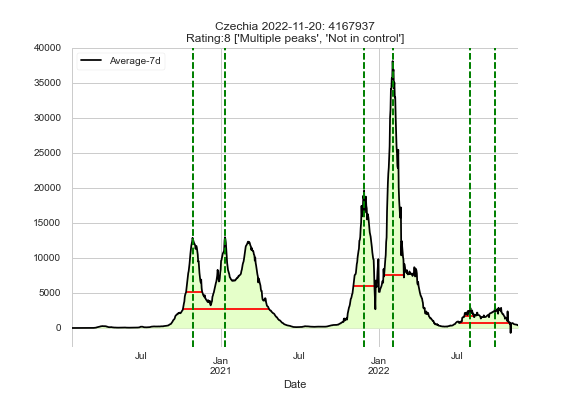 Czechia 2022-11-20: 4167937
Rating:8 ['Multiple peaks', 'Not in control']
40000
35000
30000
25000
20000
15000
10000
5000
0
Average-7d
Jul
Jan
2021
Jul
Jan
2022
Jul
Date